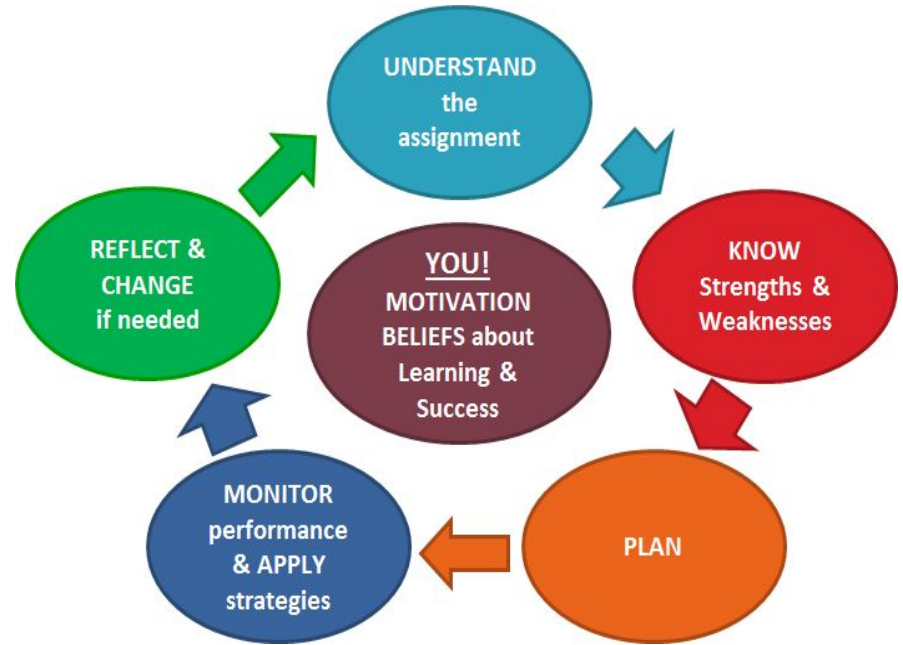 UNDERSTAND
the
assignment
KNOW
Strengths &
Weaknesses
PLAN
MONITOR
performance
& APPLY
strategies
REFLECT &
CHANGE
if needed
YOU!
MOTIVATION
BELIEFS about
Learning &
Success